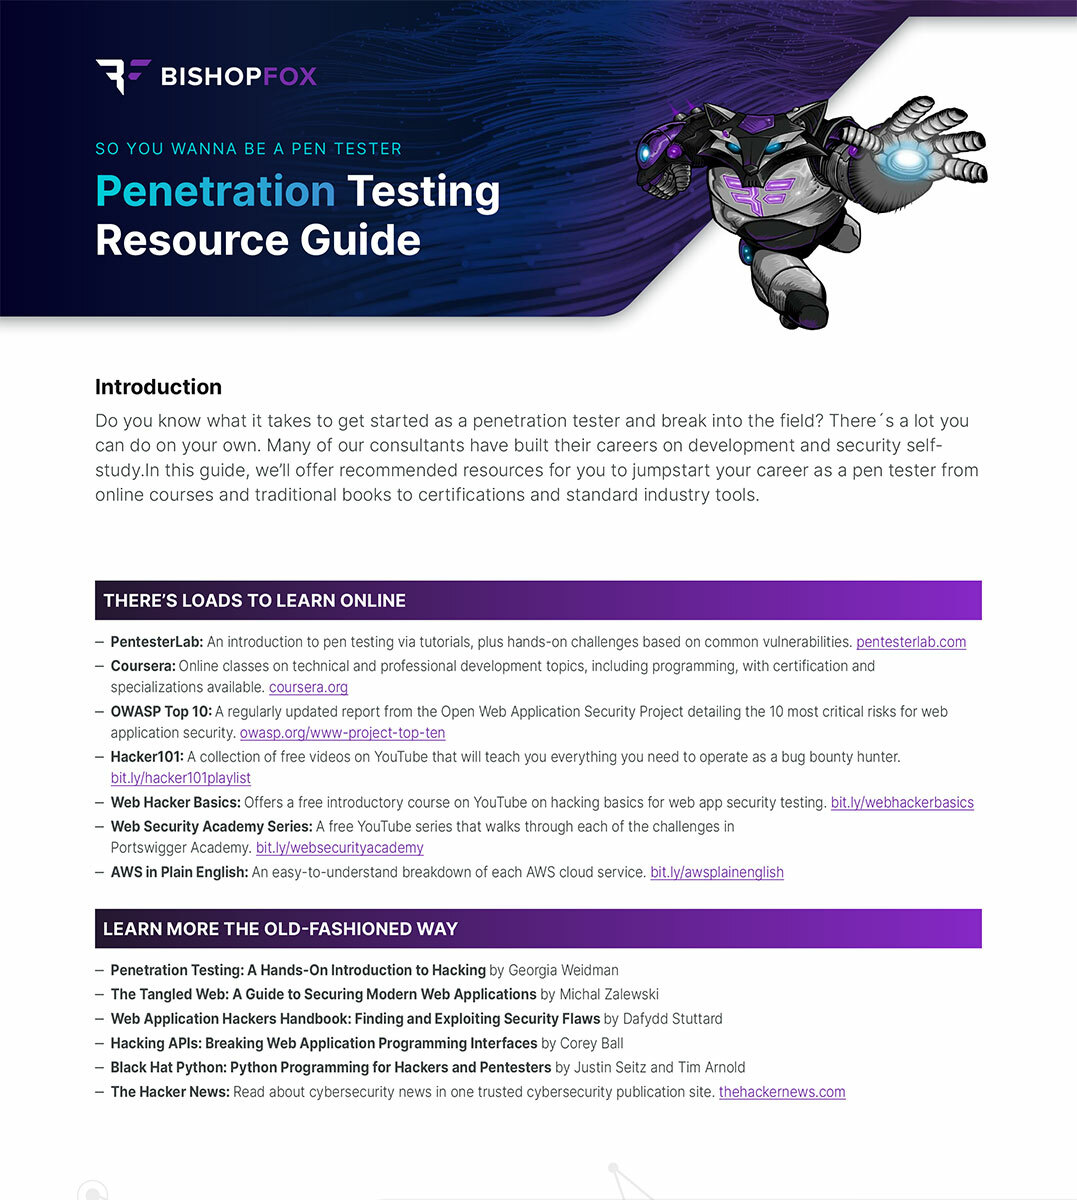 BISHOPFOX
SO YOU WANNA BE A PEN TESTER
Penetration Testing
Resource Guide
Introduction
Do you know what it takes to get started as a penetration tester and break into the field? There´s a lot you
can do on your own. Many of our consultants have built their careers on development and security self-
study.In this guide, we’ll offer recommended resources for you to jumpstart your career as a pen tester from
online courses and traditional books to certifications and standard industry tools.
THERE’S LOADS TO LEARN ONLINE
– PentesterLab: An introduction to pen testing via tutorials, plus hands-on challenges based on common vulnerabilities. pentesterlab.com
– Coursera: Online classes on technical and professional development topics, including programming, with certification and
specializations available. coursera.org
– OWASP Top 10: A regularly updated report from the Open Web Application Security Project detailing the 10 most critical risks for web
application security. owasp.org/www-project-top-ten
– Hacker101: A collection of free videos on YouTube that will teach you everything you need to operate as a bug bounty hunter.
bit.ly/hacker101playlist
– Web Hacker Basics: Offers a free introductory course on YouTube on hacking basics for web app security testing. bit.ly/webhackerbasics
– Web Security Academy Series: A free YouTube series that walks through each of the challenges in
Portswigger Academy. bit.ly/websecurityacademy
– AWS in Plain English: An easy-to-understand breakdown of each AWS cloud service. bit.ly/awsplainenglish
LEARN MORE THE OLD-FASHIONED WAY
– Penetration Testing: A Hands-On Introduction to Hacking by Georgia Weidman
– The Tangled Web: A Guide to Securing Modern Web Applications by Michal Zalewski
– Web Application Hackers Handbook: Finding and Exploiting Security Flaws by Dafydd Stuttard
– Hacking APIs: Breaking Web Application Programming Interfaces by Corey Ball
– Black Hat Python: Python Programming for Hackers and Pentesters by Justin Seitz and Tim Arnold
– The Hacker News: Read about cybersecurity news in one trusted cybersecurity publication site. thehackernews.com